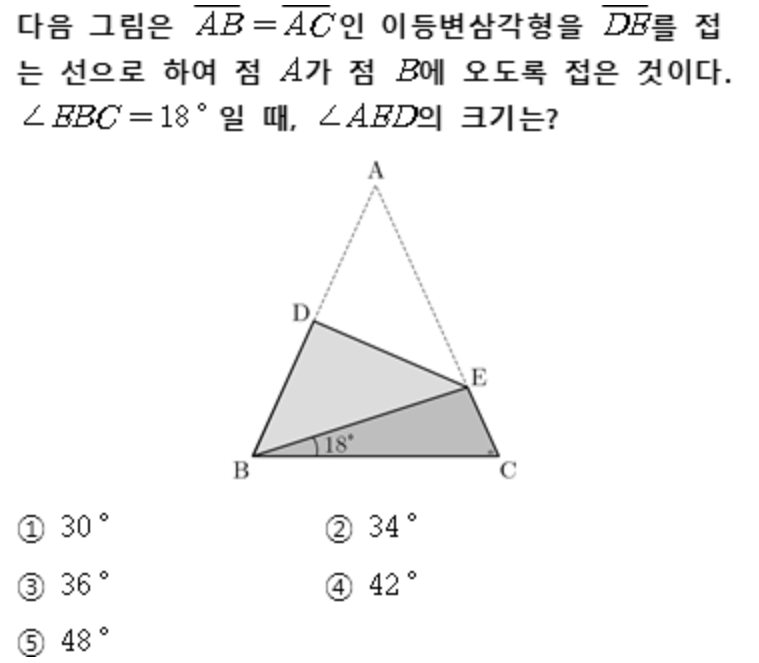 다음 그림은 AB=AC인 이등변삼각형을 DE를 접
는 선으로 하여 점 A가 점 B에 오도록 접은 것이다.
∠EBC=18°일 때, ∠AED의 크기는?
A
D
E
18°
B
C
① 30°
② 34°
③ 36°
④ 42°
⑤ 48°